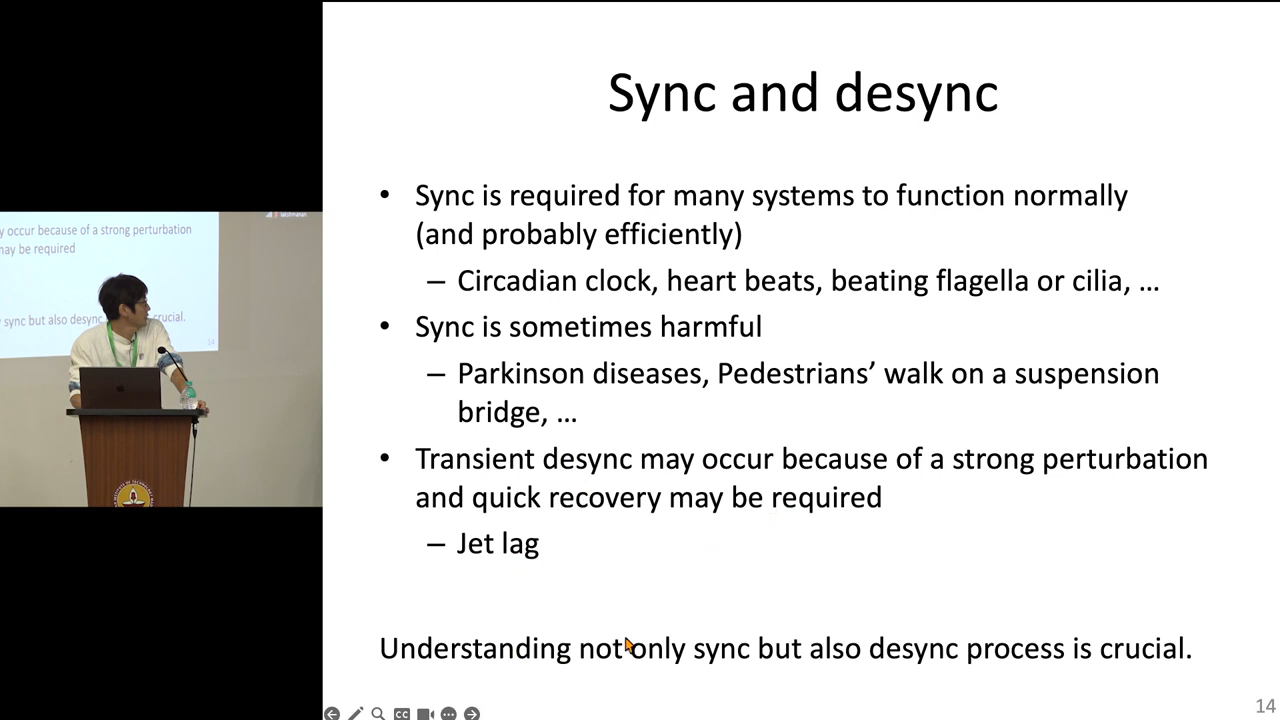 Sync and desync
• Sync is required for many systems to function normally
(and probably efficiently)
– Circadian clock, heart beats, beating flagella or cilia, ...
• Sync is sometimes harmful
– Parkinson diseases, Pedestrians’ walk on a suspension
bridge, ...
• Transient desync may occur because of a strong perturbation
and quick recovery may be required
– Jet lag
Understanding not only sync but also desync process is crucial.
14
y occur because of a strong perturbation
may be required
sync but also desync
crucial.
14